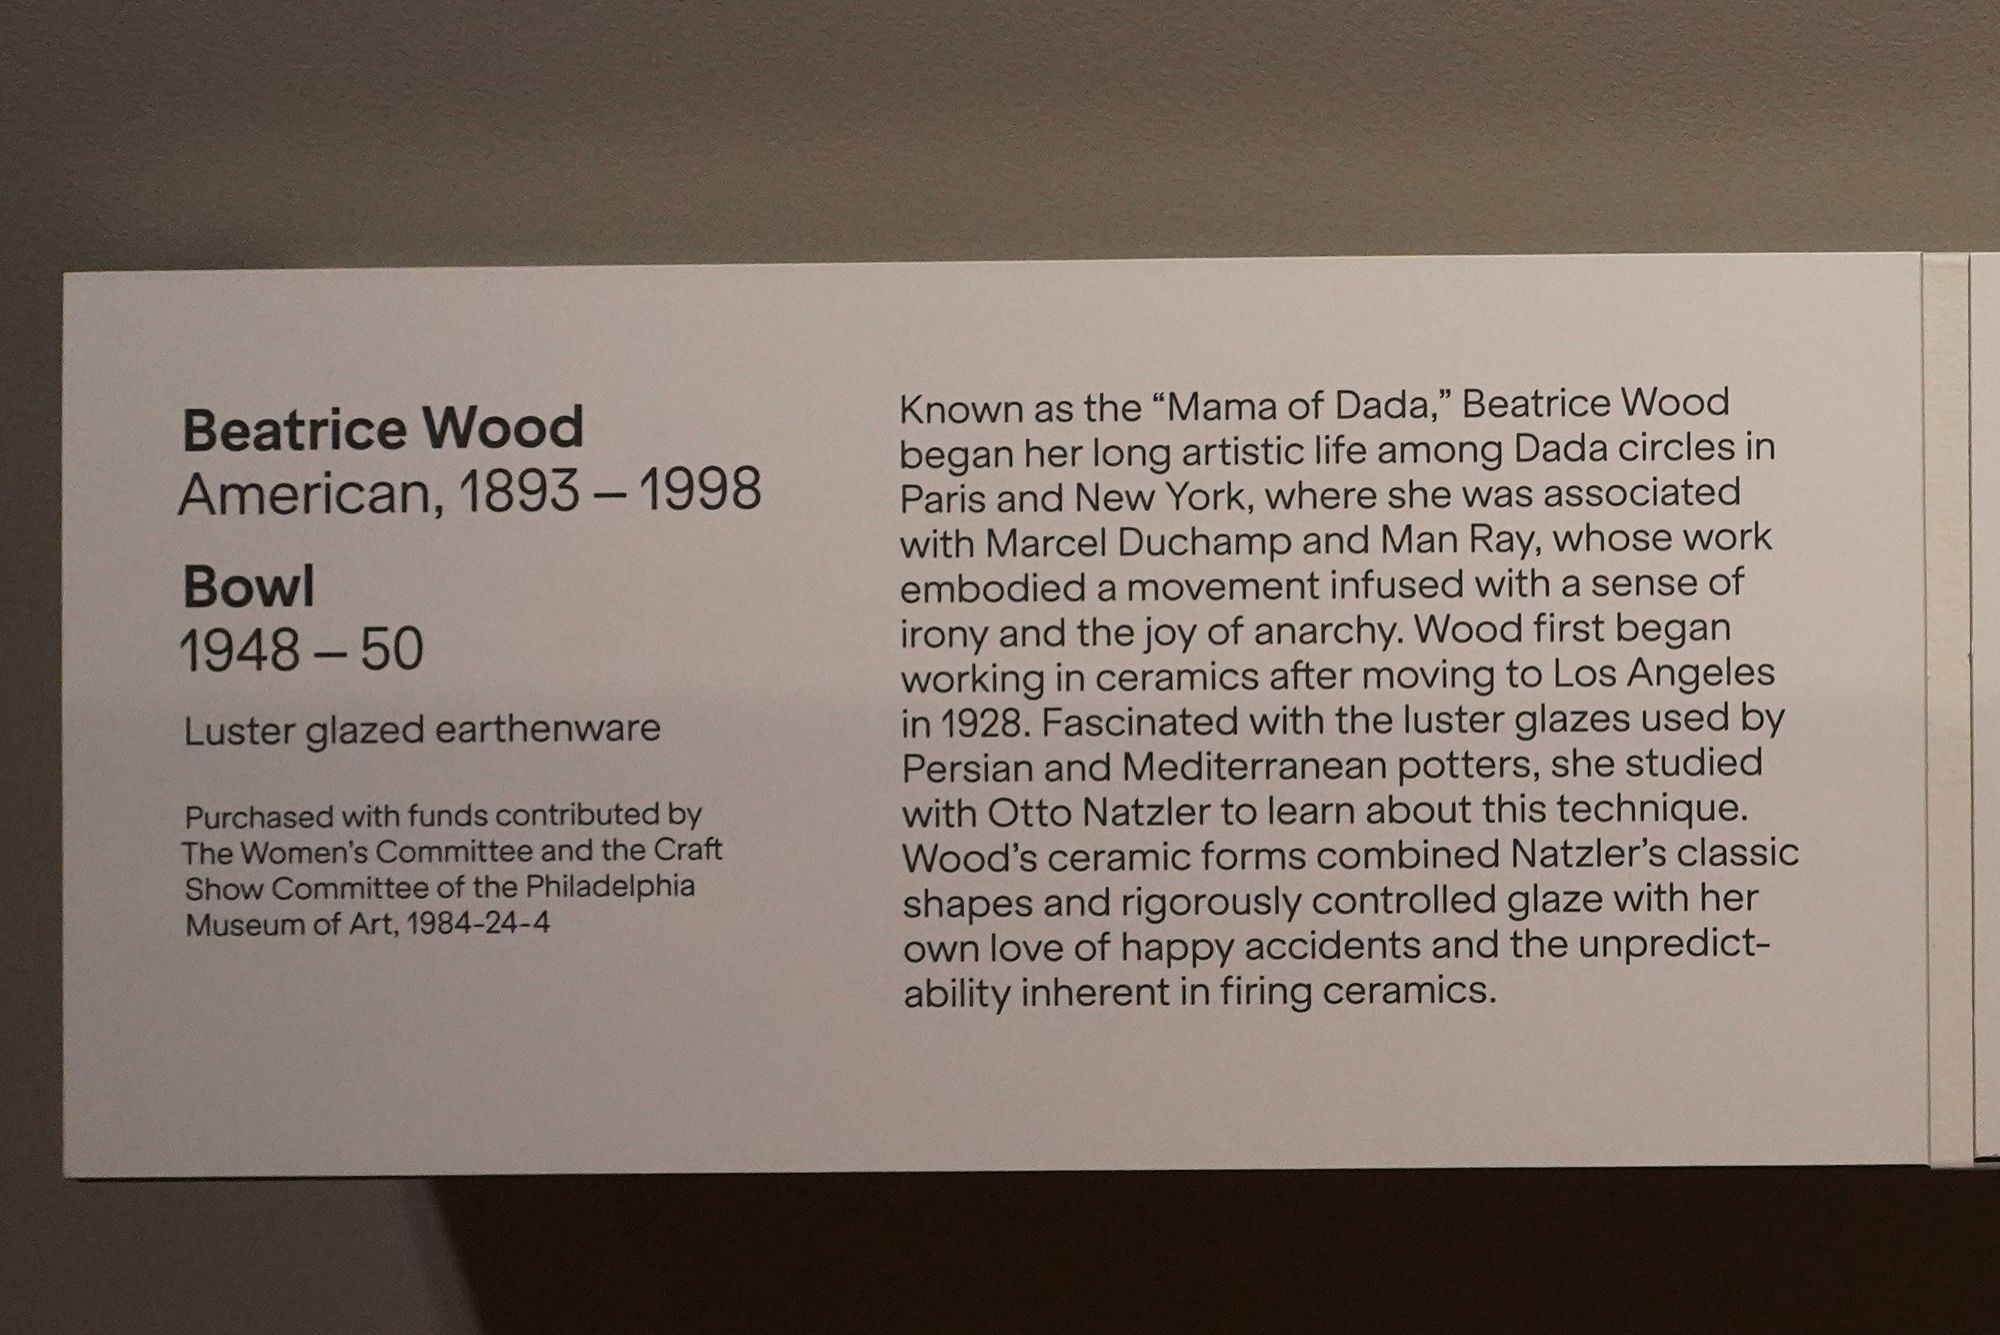 Beatrice Wood
American, 1893 – 1998
Bowl
1948 – 50
Luster glazed earthenware
Purchased with funds contributed by
The Women's Committee and the Craft
Show Committee of the Philadelphia
Museum of Art, 1984-24-4
Known as the “Mama of Dada,” Beatrice Wood
began her long artistic life among Dada circles in
Paris and New York, where she was associated
with Marcel Duchamp and Man Ray, whose work
embodied a movement infused with a sense of
irony and the joy of anarchy. Wood first began
working in ceramics after moving to Los Angeles
in 1928. Fascinated with the luster glazes used by
Persian and Mediterranean potters, she studied
with Otto Natzler to learn about this technique.
Wood’s ceramic forms combined Natzler’s classic
shapes and rigorously controlled glaze with her
own love of happy accidents and the unpredict-
ability inherent in firing ceramics.